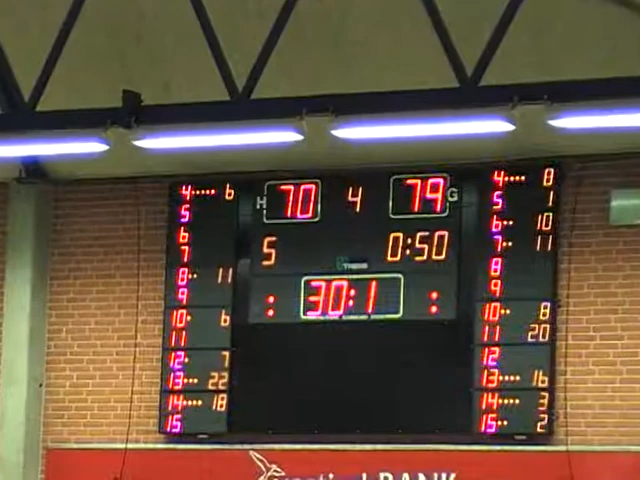 H 70 4 79 G
5 0:50
THEMIS
: 30:1 :
4 ••••• 6
5
6
7
8 •• 11
9
10 • 6
11
12 • 7
13 ••• 22
14 •••• 18
15
4 •••• 8
5 1
6 •• 10
7 •• 11
8
9
10 •• 8
11 20
12
13 •••• 16
14 •••• 3
15 •• 2
BANK